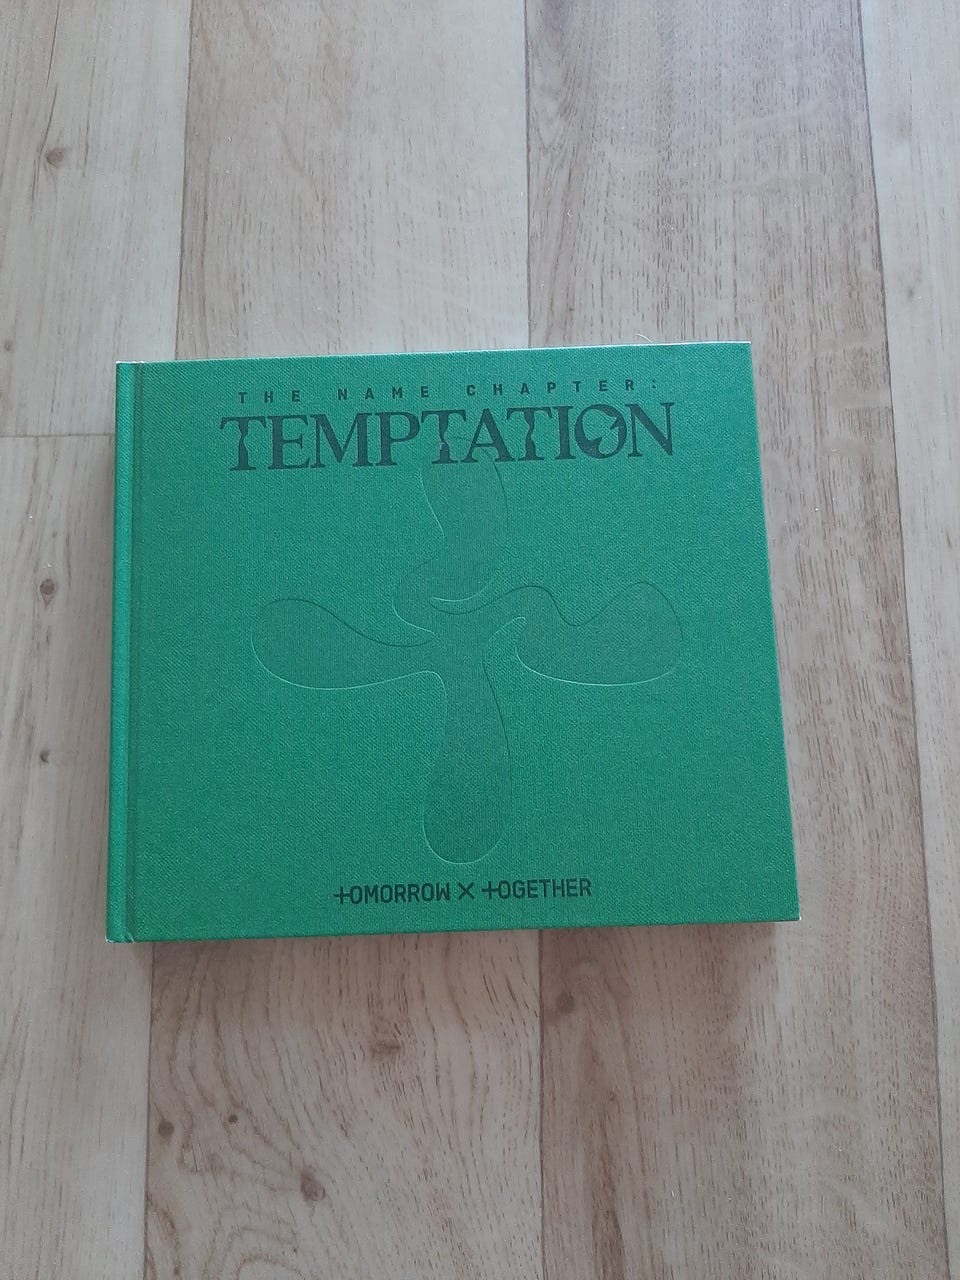 THE NAME CHAPTER:
TEMPTATION
TOMORROW X TOGETHER